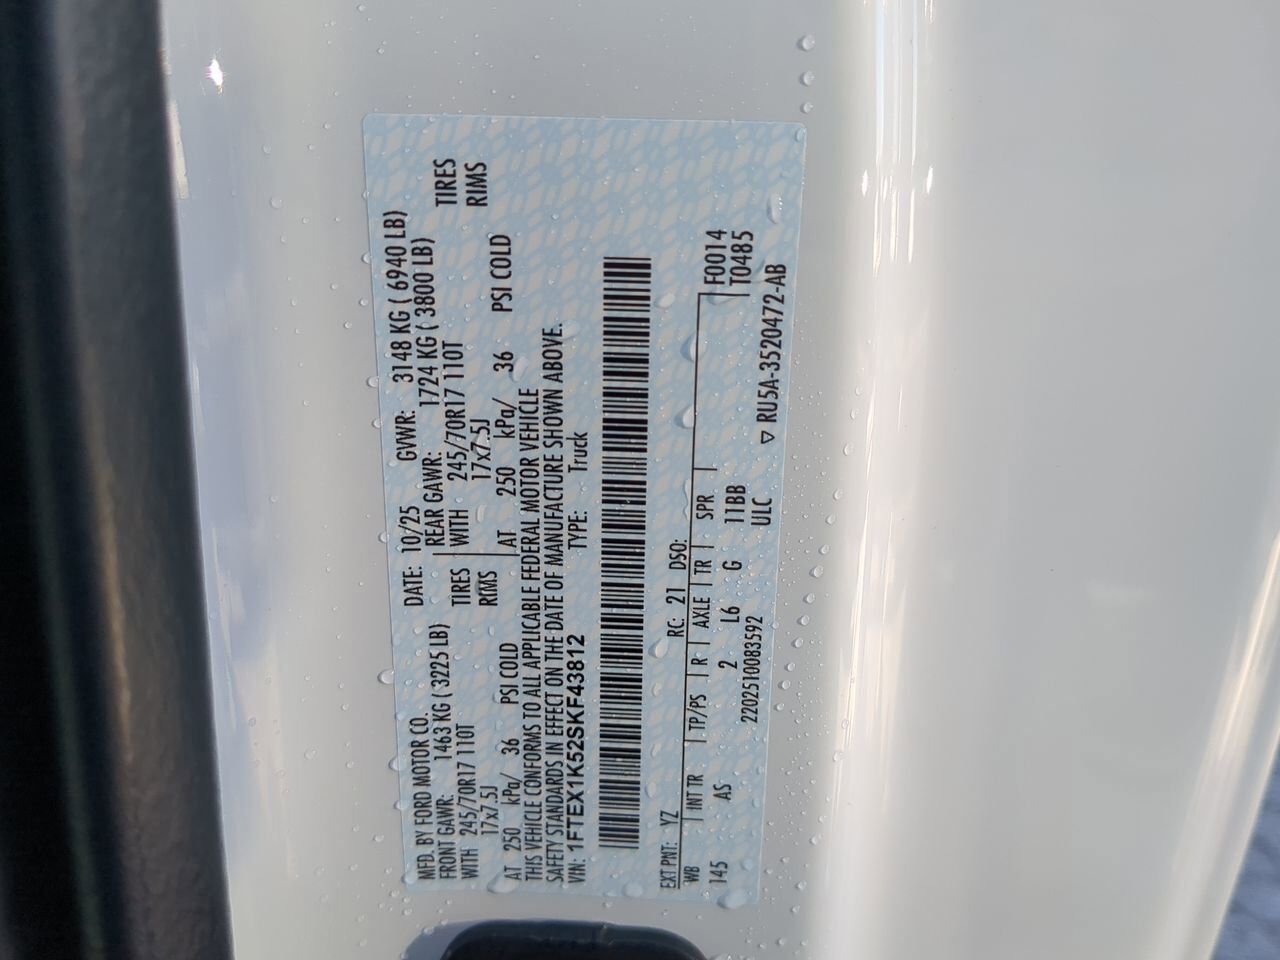 MFD. BY FORD MOTOR CO. DATE: 10/25 GVWR: 3148 KG ( 6940 LB)
FRONT GAWR: 1463 KG ( 3225 LB) REAR GAWR: 1724 KG ( 3800 LB)
WITH 245/70R17 110T TIRES WITH 245/70R17 110T TIRES
17x7.5J RIMS 17x7.5J RIMS
AT 250 kPa/ 36 PSI COLD AT 250 kPa/ 36 PSI COLD
THIS VEHICLE CONFORMS TO ALL APPLICABLE FEDERAL MOTOR VEHICLE
SAFETY STANDARDS IN EFFECT ON THE DATE OF MANUFACTURE SHOWN ABOVE.
VIN: 1FTEX1K52SKF43812 TYPE: Truck
EXT PNT: YZ RC: 21 DSO:
WB INT TR TP/PS R AXLE TR SPR F0014
145 AS 2 L6 G 11BB T0485
2202510083592 ULC ▽ RU5A-3520472-AB